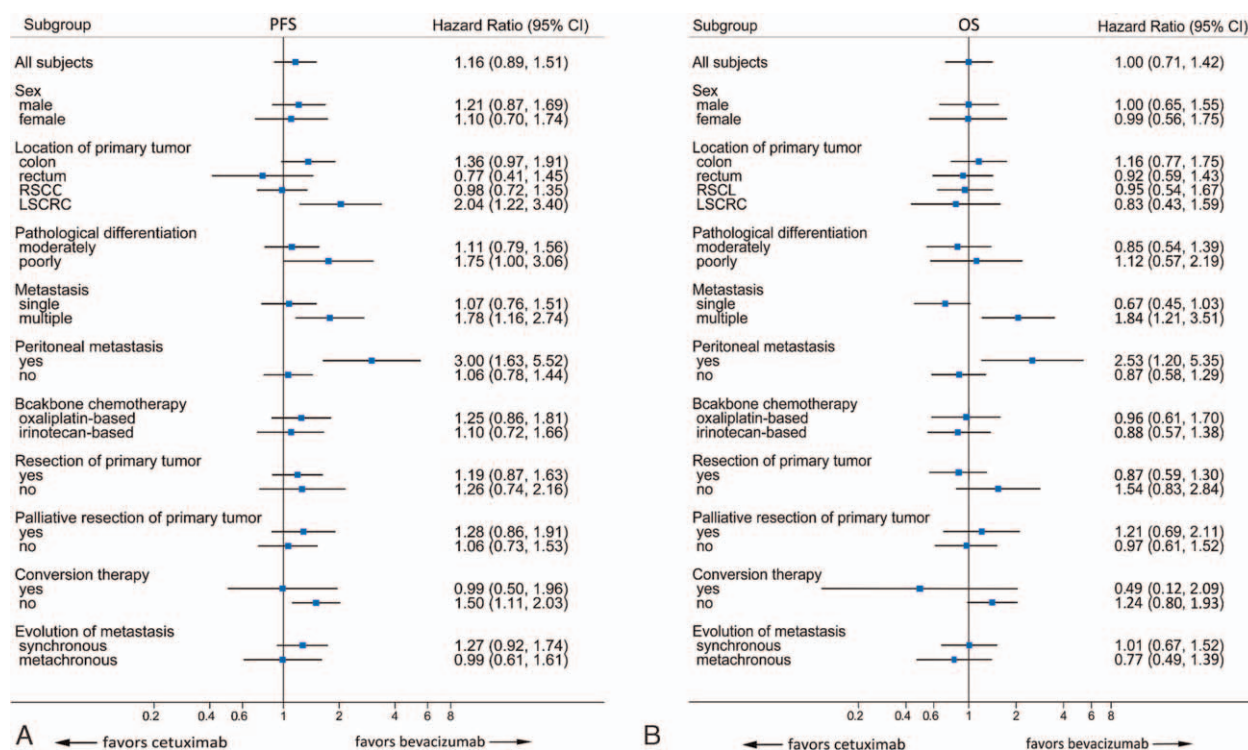 Subgroup PFS Hazard Ratio (95% CI)
All subjects 1.16 (0.89, 1.51)
Sex
male 1.21 (0.87, 1.69)
female 1.10 (0.70, 1.74)
Location of primary tumor
colon 1.36 (0.97, 1.91)
rectum 0.77 (0.41, 1.45)
RSCC 0.98 (0.72, 1.35)
LSCRC 2.04 (1.22, 3.40)
Pathological differentiation
moderately 1.11 (0.79, 1.56)
poorly 1.75 (1.00, 3.06)
Metastasis
single 1.07 (0.76, 1.51)
multiple 1.78 (1.16, 2.74)
Peritoneal metastasis
yes 3.00 (1.63, 5.52)
no 1.06 (0.78, 1.44)
Bcakbone chemotherapy
oxaliplatin-based 1.25 (0.86, 1.81)
irinotecan-based 1.10 (0.72, 1.66)
Resection of primary tumor
yes 1.19 (0.87, 1.63)
no 1.26 (0.74, 2.16)
Palliative resection of primary tumor
yes 1.28 (0.86, 1.91)
no 1.06 (0.73, 1.53)
Conversion therapy
yes 0.99 (0.50, 1.96)
no 1.50 (1.11, 2.03)
Evolution of metastasis
synchronous 1.27 (0.92, 1.74)
metachronous 0.99 (0.61, 1.61)
0.2 0.4 0.6 1 2 4 6 8
A favors cetuximab favors bevacizumab
Subgroup OS Hazard Ratio (95% CI)
All subjects 1.00 (0.71, 1.42)
Sex
male 1.00 (0.65, 1.55)
female 0.99 (0.56, 1.75)
Location of primary tumor
colon 1.16 (0.77, 1.75)
rectum 0.92 (0.59, 1.43)
RSCL 0.95 (0.54, 1.67)
LSCRC 0.83 (0.43, 1.59)
Pathological differentiation
moderately 0.85 (0.54, 1.39)
poorly 1.12 (0.57, 2.19)
Metastasis
single 0.67 (0.45, 1.03)
multiple 1.84 (1.21, 3.51)
Peritoneal metastasis
yes 2.53 (1.20, 5.35)
no 0.87 (0.58, 1.29)
Bcakbone chemotherapy
oxaliplatin-based 0.96 (0.61, 1.70)
irinotecan-based 0.88 (0.57, 1.38)
Resection of primary tumor
yes 0.87 (0.59, 1.30)
no 1.54 (0.83, 2.84)
Palliative resection of primary tumor
yes 1.21 (0.69, 2.11)
no 0.97 (0.61, 1.52)
Conversion therapy
yes 0.49 (0.12, 2.09)
no 1.24 (0.80, 1.93)
Evolution of metastasis
synchronous 1.01 (0.67, 1.52)
metachronous 0.77 (0.49, 1.39)
0.2 0.4 0.6 1 2 4 6 8
B favors cetuximab favors bevacizumab